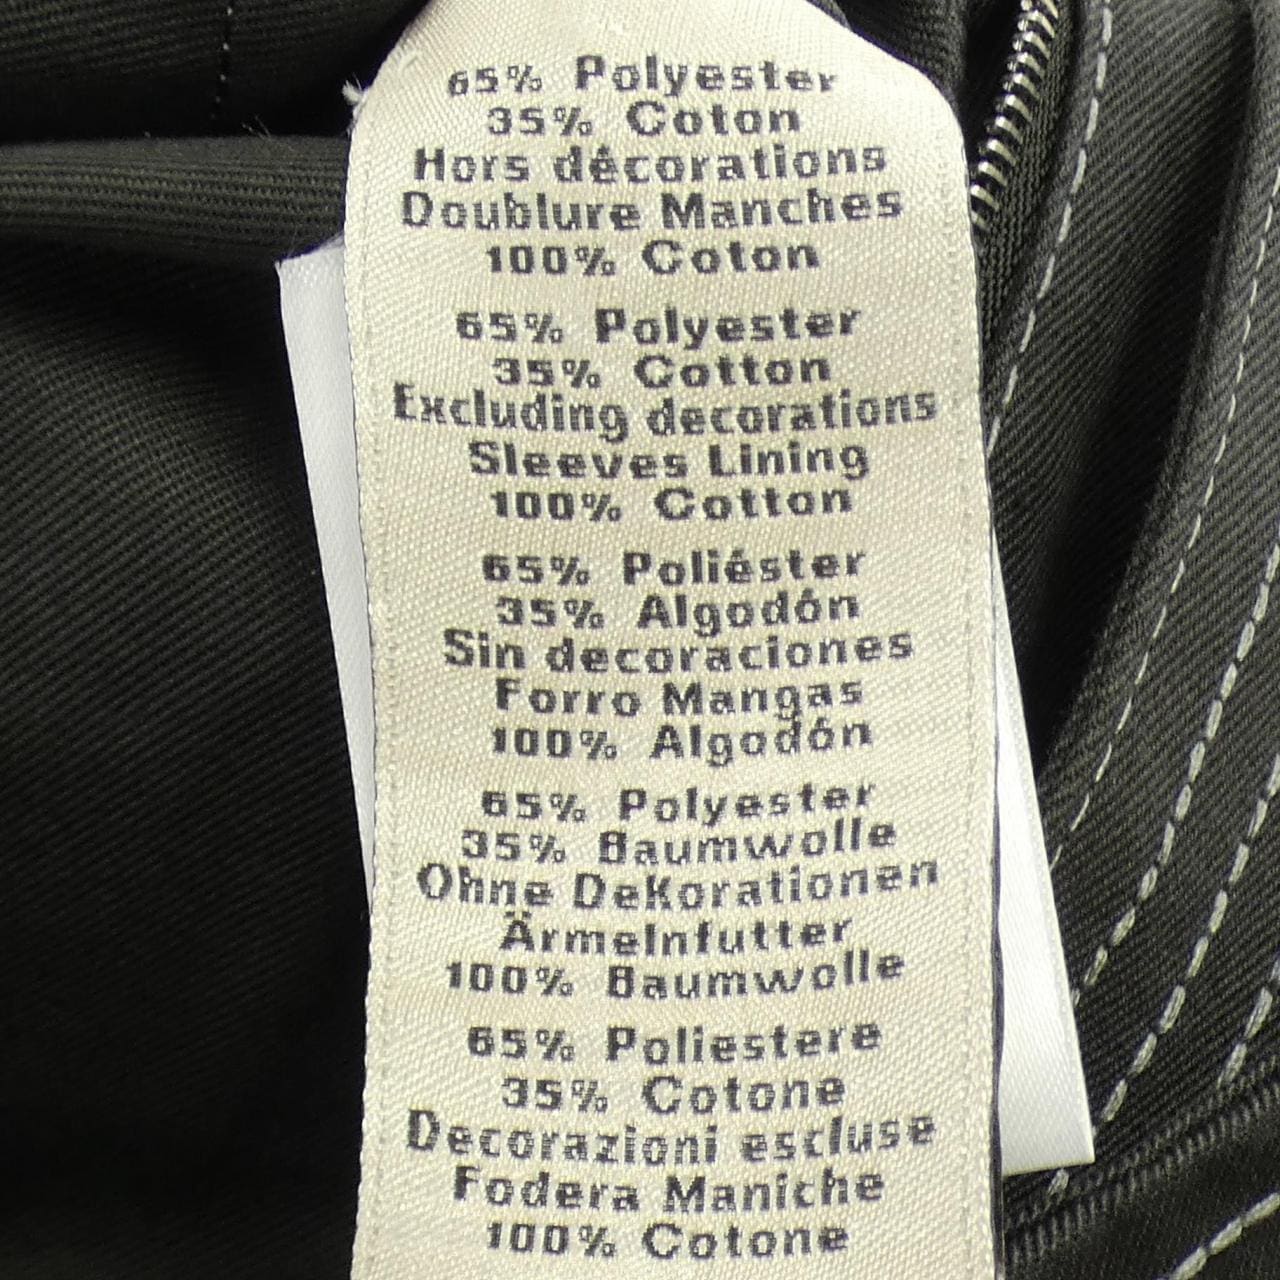 65% Polyester
35% Coton
Hors décorations
Doublure Manches
100% Coton
65% Polyester
35% Cotton
Excluding decorations
Sleeves Lining
100% Cotton
65% Poliéster
35% Algodón
Sin decoraciones
Forro Mangas
100% Algodón
65% Polyester
35% Baumwolle
Ohne DeKorationen
Ärmelnfutter
100% Baumwolle
65% Poliestere
35% Cotone
Decorazioni escluse
Fodera Maniche
100% Cotone